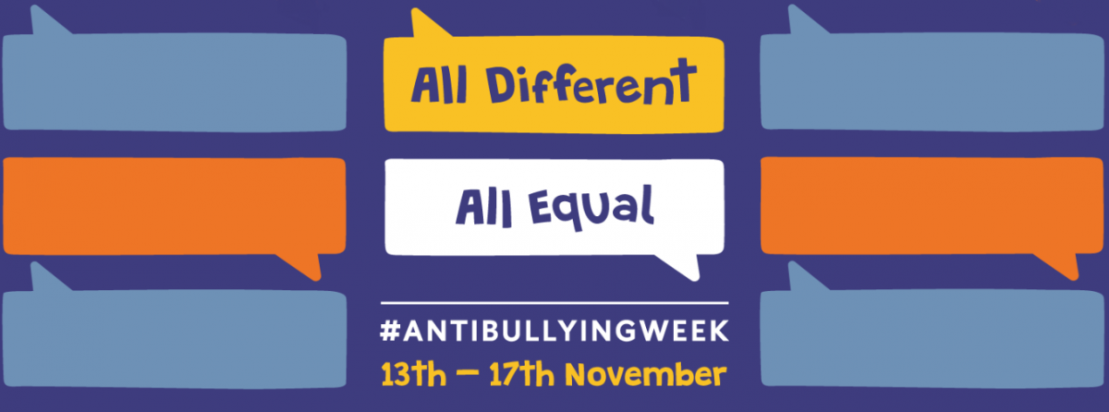 All Different
All Equal
#ANTIBULLYINGWEEK
13th – 17th November